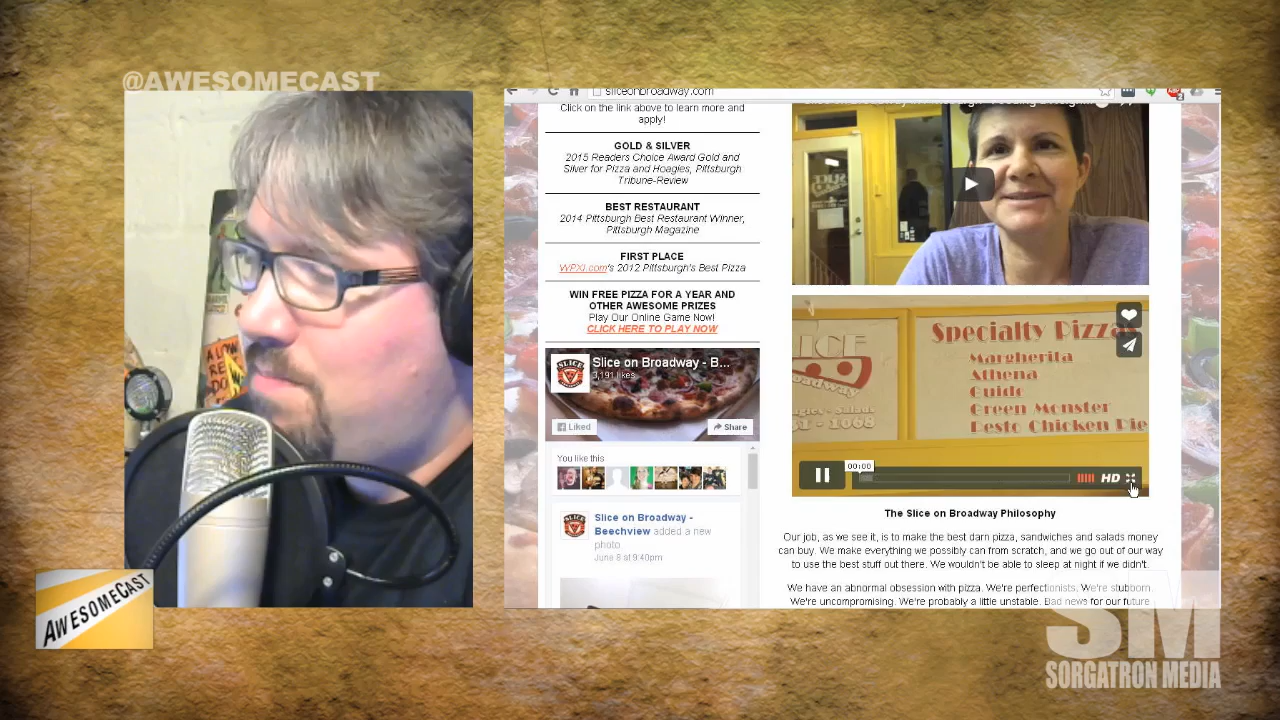 @AWESOMECAST
sliceonbroadway.com
Click on the link above to learn more and
apply!
GOLD & SILVER
2015 Readers Choice Award Gold and
Silver for Pizza and Hoagies, Pittsburgh
Tribune-Review
BEST RESTAURANT
2014 Pittsburgh Best Restaurant Winner,
Pittsburgh Magazine
FIRST PLACE
WPXI.com's 2012 Pittsburgh's Best Pizza
WIN FREE PIZZA FOR A YEAR AND
OTHER AWESOME PRIZES
Play Our Online Game Now!
CLICK HERE TO PLAY NOW
SLICE
Slice on Broadway - B...
3,191 likes
Liked
Share
You like this
SLICE
Slice on Broadway -
Beechview added a new
photo
June 8 at 9:40pm
Specialty Pizza
Margherita
Athena
Guido
Green Monster
Pesto Chicken Pie
00:00
HD
The Slice on Broadway Philosophy
Our job, as we see it, is to make the best darn pizza, sandwiches and salads money
can buy. We make everything we possibly can from scratch, and we go out of our way
to use the best stuff out there. We wouldn't be able to sleep at night if we didn't.
We have an abnormal obsession with pizza. We're perfectionists. We're stubborn.
We're uncompromising. We're probably a little unstable. Bad news for our future
AWESOMECAST
SM
SORGATRON MEDIA